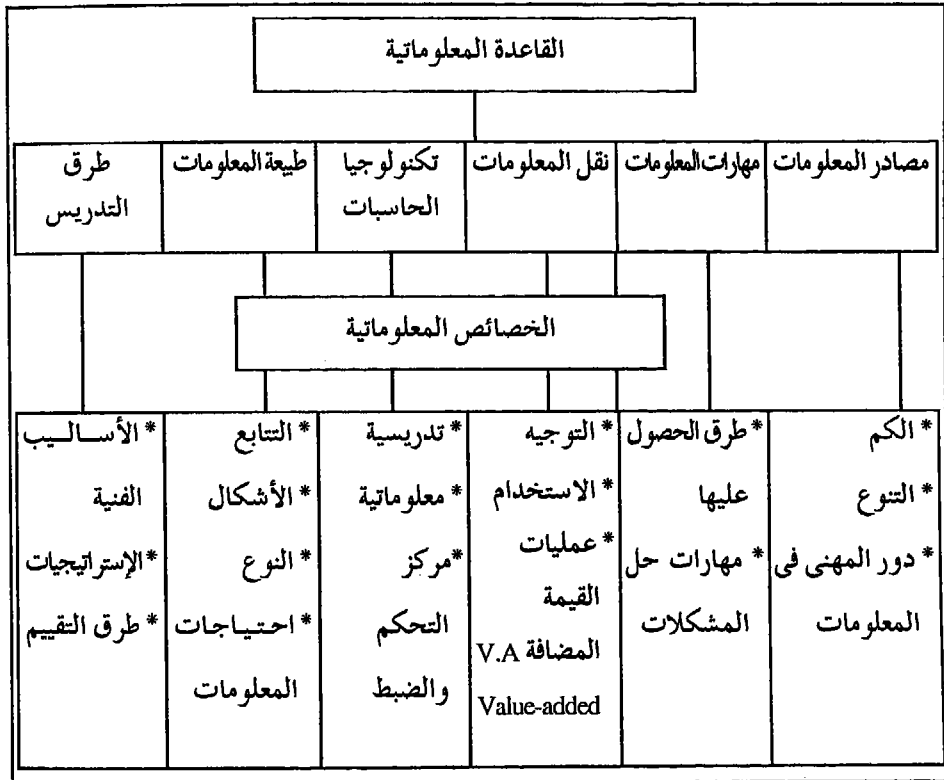 القاعدة المعلوماتية
مصادر المعلومات
مهارات المعلومات
نقل المعلومات
تكنولوجيا
الحاسبات
طبيعة المعلومات
طرق
التدريس
الخصائص المعلوماتية
* الكم
* التنوع
* دور المهنى فى
المعلومات
* طرق الحصول
عليها
* مهارات حل
المشكلات
* التوجيه
* الاستخدام
* عمليات
القيمة
المضافة V.A
Value-added
* تدريسية
* معلوماتية
* مركز
التحكم
والضبط
* التتابع
* الأشكال
* النوع
* احتياجات
المعلومات
* الأساليب
الفنية
* الإستراتيجيات
* طرق التقييم